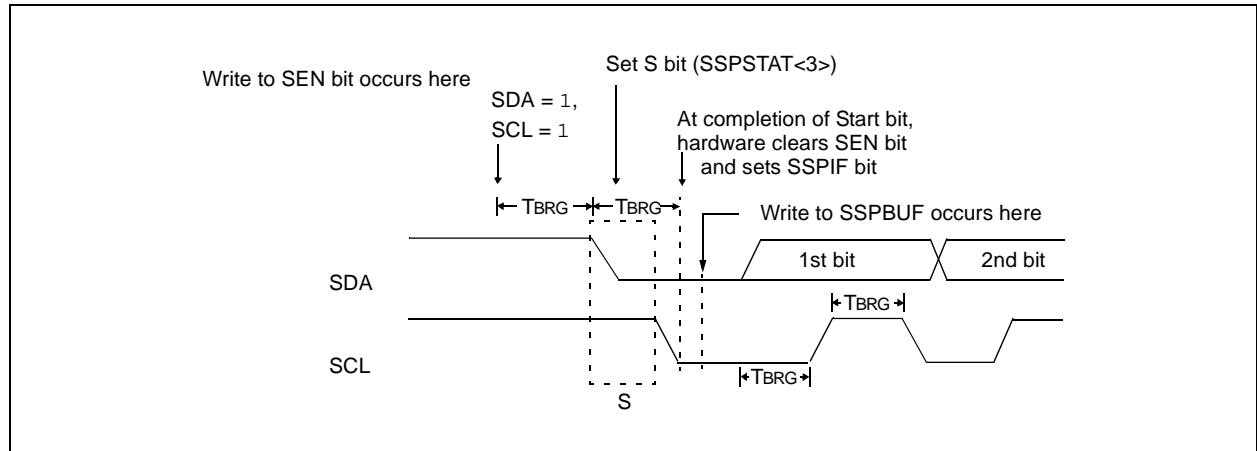 Write to SEN bit occurs here
Set S bit (SSPSTAT<3>)
SDA = 1,
SCL = 1
At completion of Start bit,
hardware clears SEN bit
and sets SSPIF bit
TBRG
TBRG
Write to SSPBUF occurs here
SDA
1st bit
2nd bit
TBRG
SCL
TBRG
S